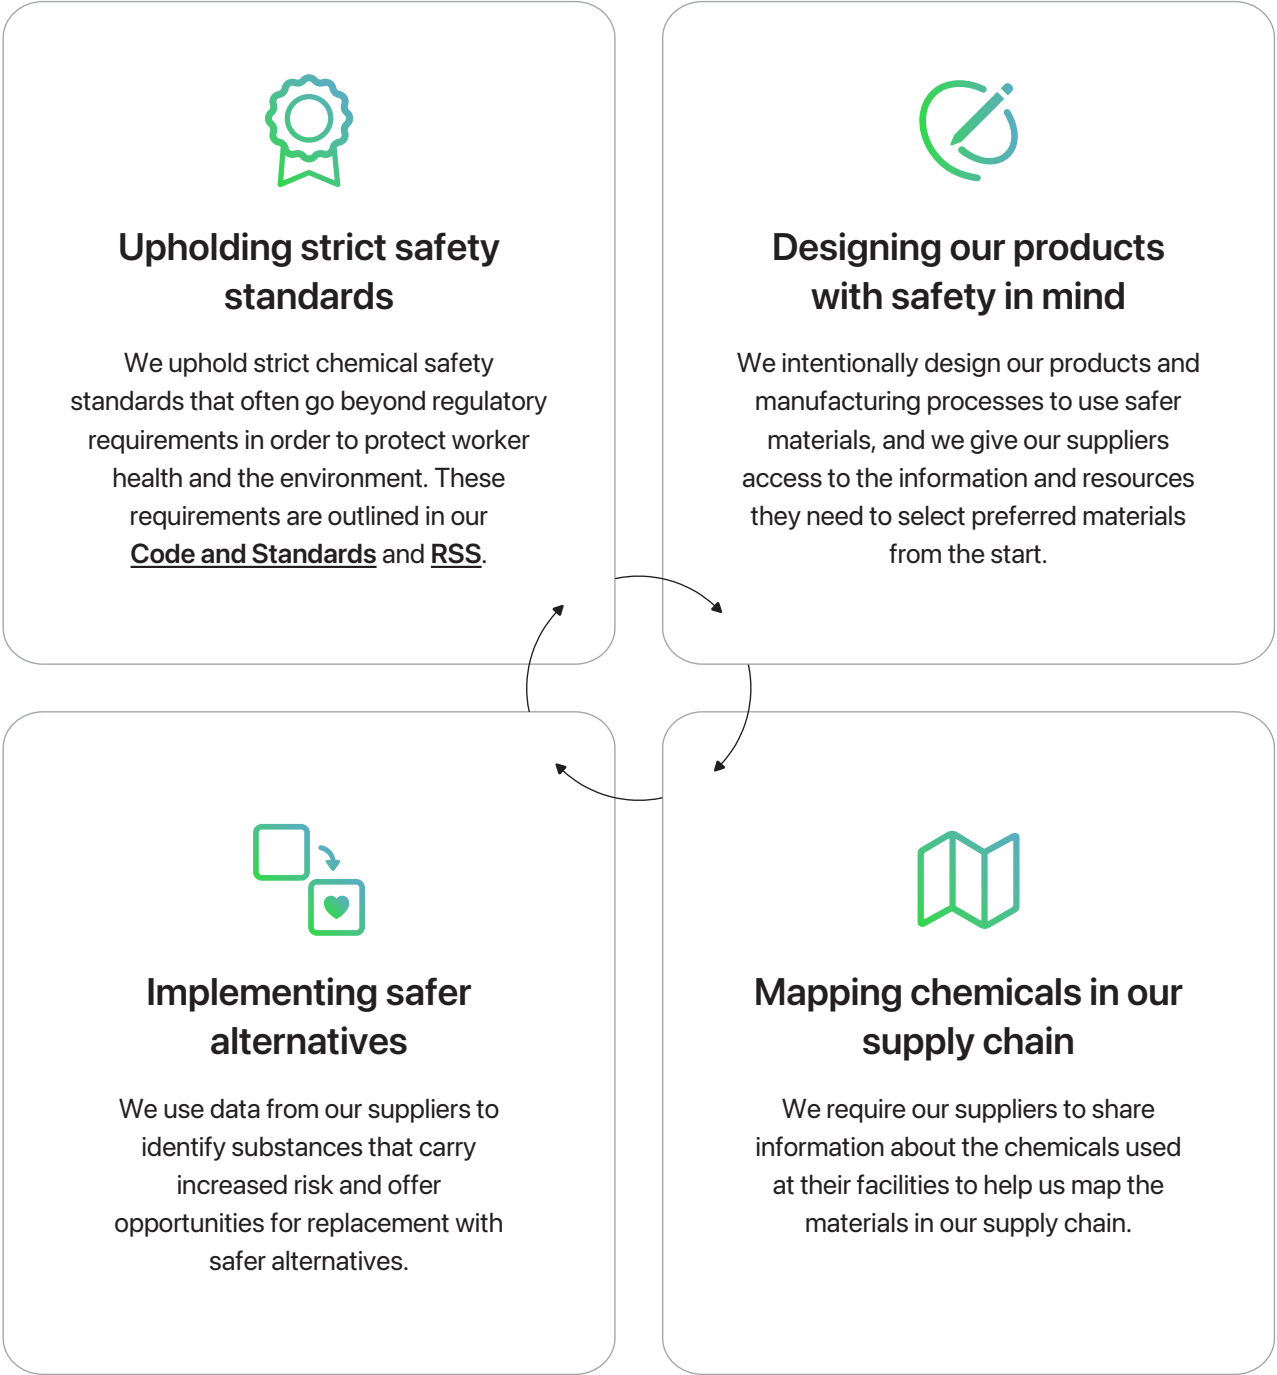 Upholding strict safety
standards
We uphold strict chemical safety
standards that often go beyond regulatory
requirements in order to protect worker
health and the environment. These
requirements are outlined in our
Code and Standards and RSS.
Designing our products
with safety in mind
We intentionally design our products and
manufacturing processes to use safer
materials, and we give our suppliers
access to the information and resources
they need to select preferred materials
from the start.
Implementing safer
alternatives
We use data from our suppliers to
identify substances that carry
increased risk and offer
opportunities for replacement with
safer alternatives.
Mapping chemicals in our
supply chain
We require our suppliers to share
information about the chemicals used
at their facilities to help us map the
materials in our supply chain.